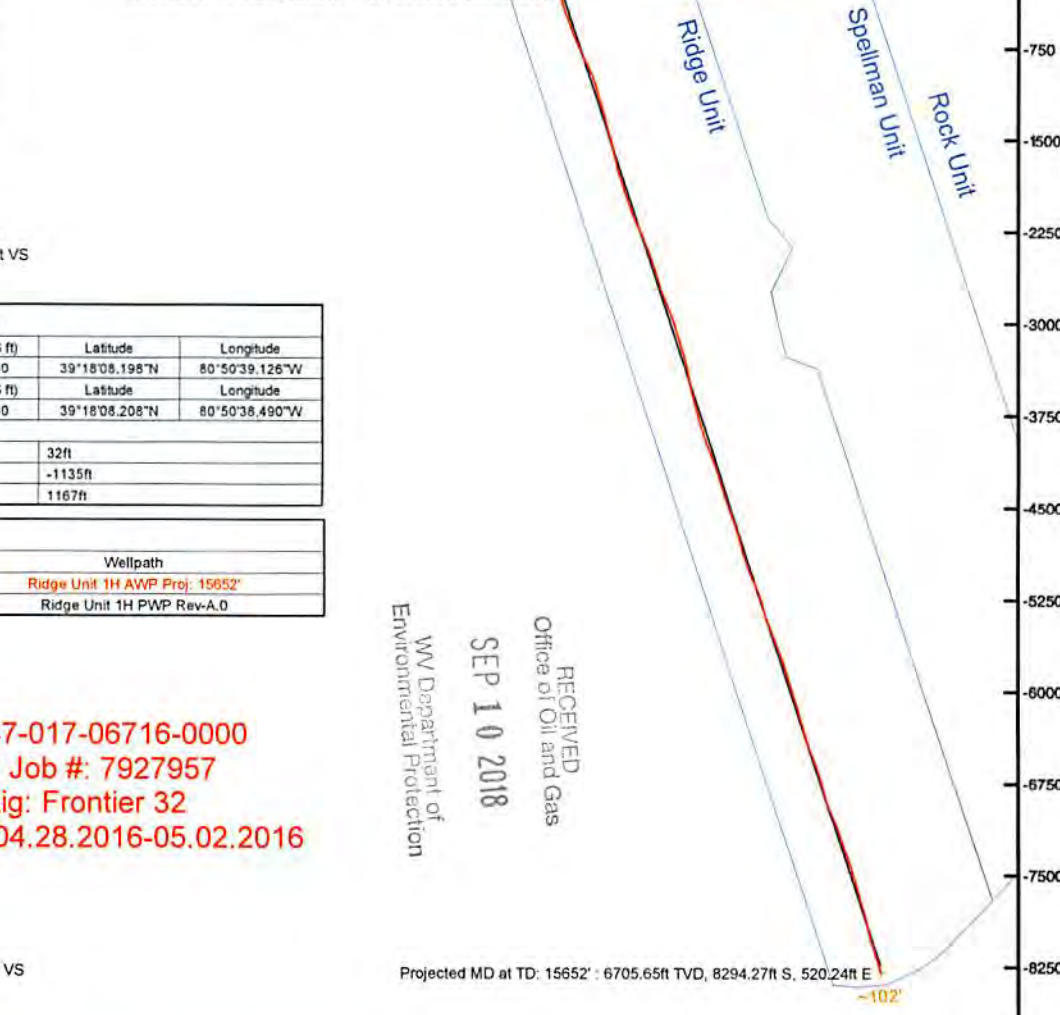 Ridge Unit
Spellman Unit
Rock Unit
-750
-1500
-2250
-3000
-3750
-4500
-5250
-6000
-6750
-7500
-8250
t VS
ft) Latitude Longitude
0 39°18'08.198"N 80°50'39.126"W
ft) Latitude Longitude
0 39°18'08.208"N 80°50'38.490"W
32ft
-1135ft
1167ft
Wellpath
Ridge Unit 1H AWP Proj: 15652'
Ridge Unit 1H PWP Rev-A.0
7-017-06716-0000
Job #: 7927957
ig: Frontier 32
04.28.2016-05.02.2016
RECEIVED
Office of Oil and Gas
SEP 10 2018
WV Department of
Environmental Protection
VS
Projected MD at TD: 15652' : 6705.65ft TVD, 8294.27ft S, 520.24ft E
~102'